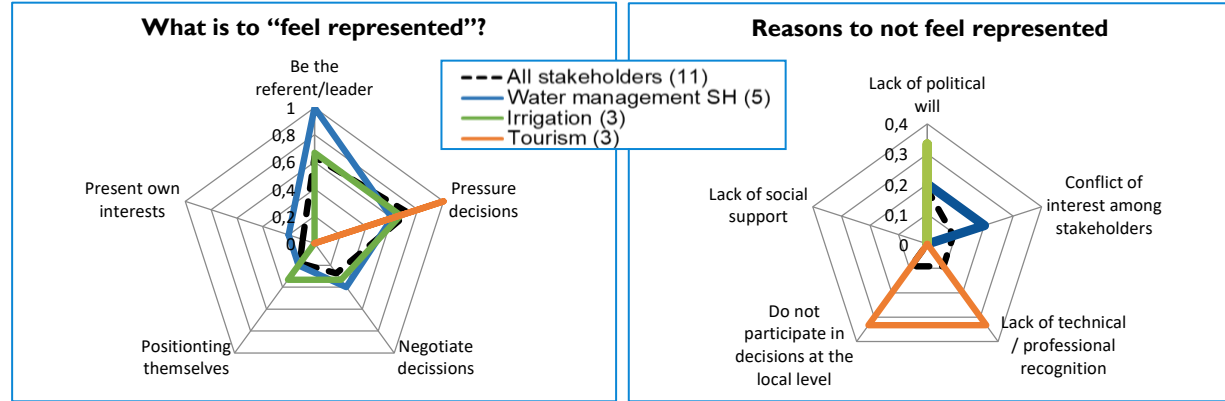 What is to “feel represented”?
Be the
referent/leader
1
0,8
0,6
0,4
0,2
0
Pressure
decisions
Negotiate
decissions
Positionting
themselves
Present own
interests
All stakeholders (11)
Water management SH (5)
Irrigation (3)
Tourism (3)
Reasons to not feel represented
Lack of political
will
0,4
0,3
0,2
0,1
0
Conflict of
interest among
stakeholders
Lack of technical
/ professional
recognition
Do not
participate in
decisions at the
local level
Lack of social
support